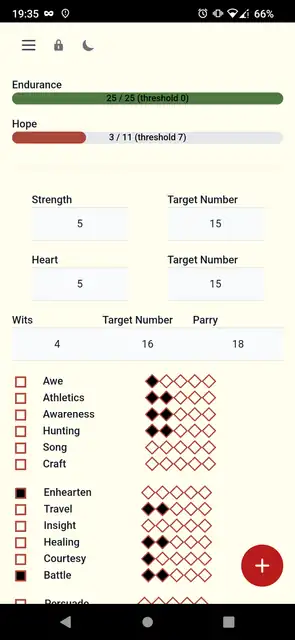 19:35
66%
Endurance
25 / 25 (threshold 0)
Hope
3 / 11 (threshold 7)
Strength Target Number
5 15
Heart Target Number
5 15
Wits Target Number Parry
4 16 18
Awe
Athletics
Awareness
Hunting
Song
Craft
Enhearten
Travel
Insight
Healing
Courtesy
Battle
Persuade